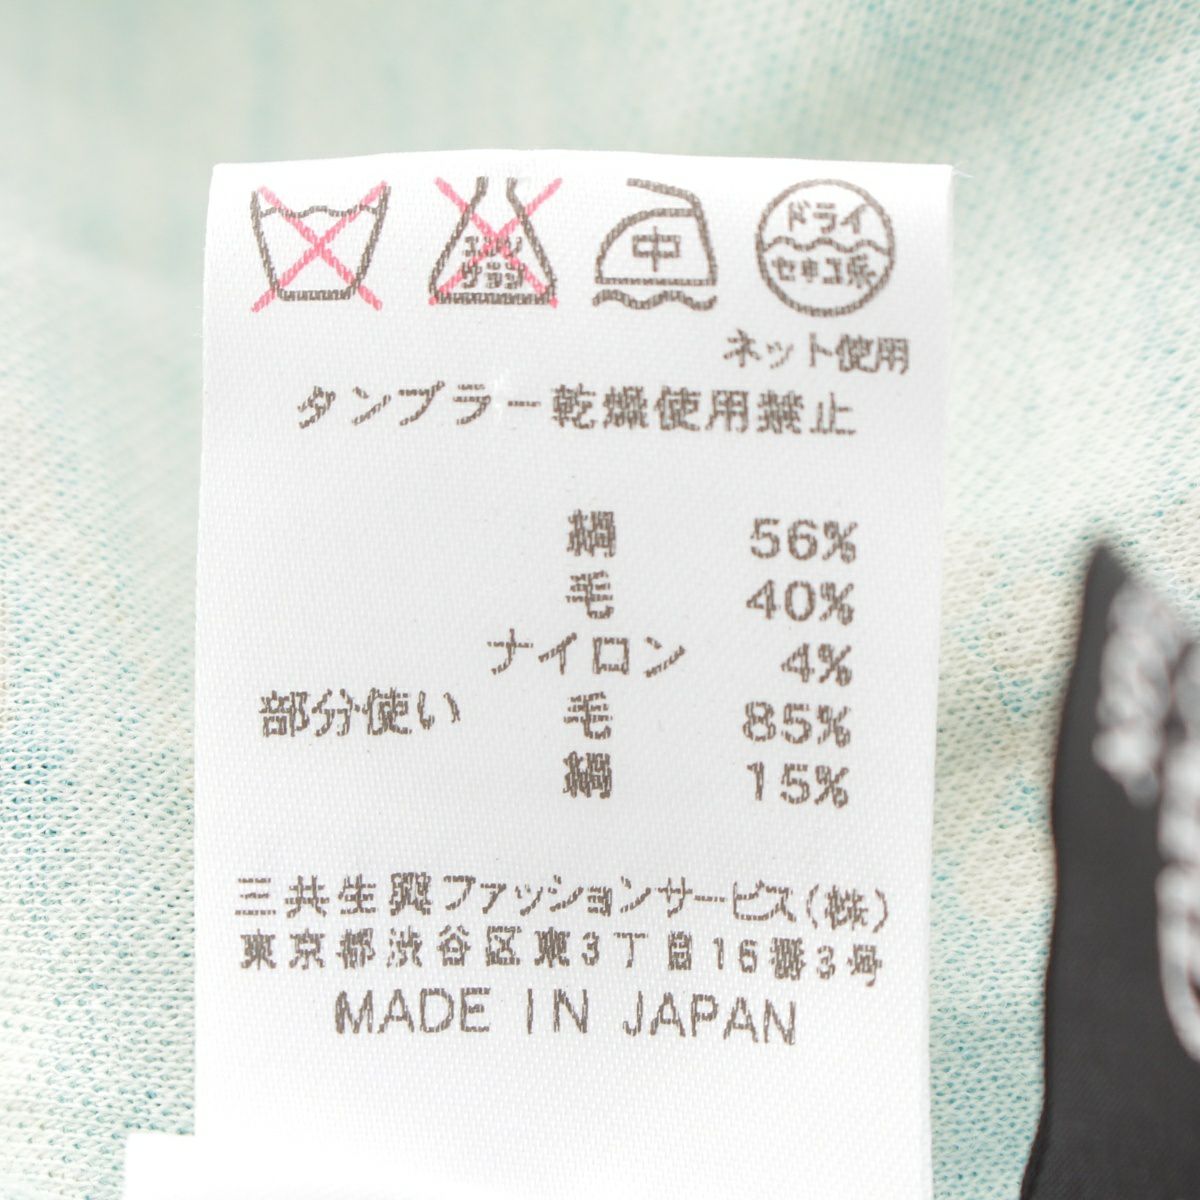 エンソ
サラシ
中
ドライ
セキユ系
ネット使用
タンブラー乾燥使用禁止
絹 56%
毛 40%
ナイロン 4%
部分使い 毛 85%
絹 15%
三共生興ファッションサービス(株)
東京都渋谷区東3丁目16番3号
MADE IN JAPAN